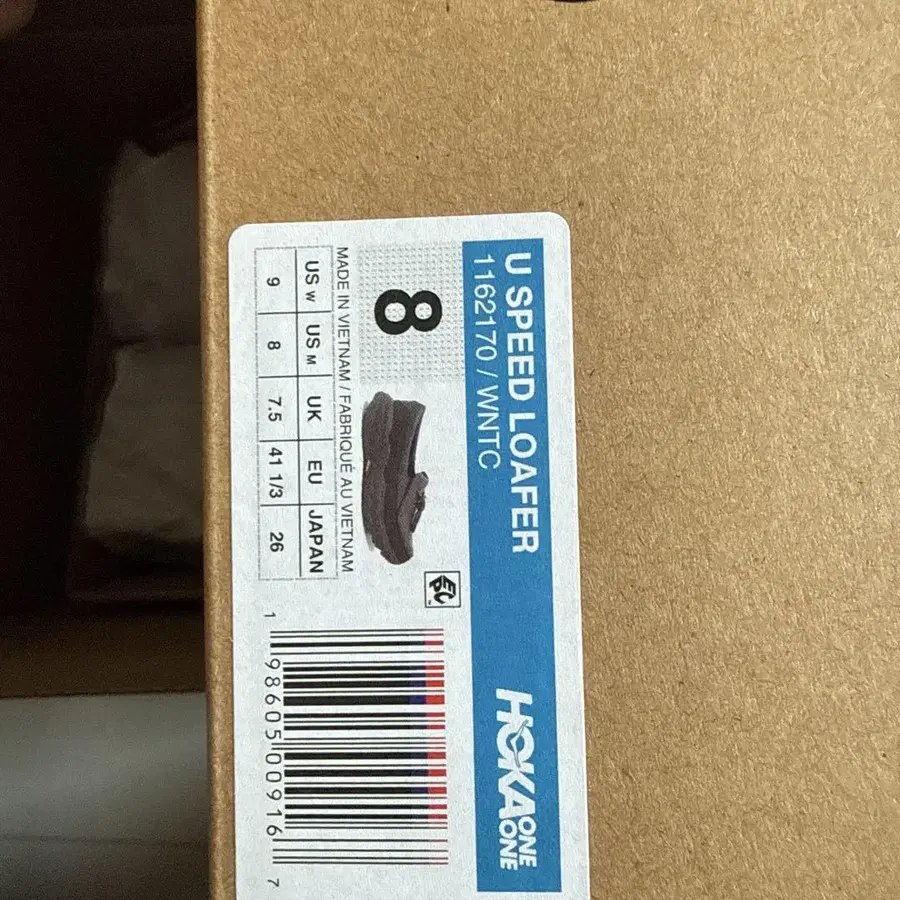 U SPEED LOAFER
1162170 / WNTC
HOKA ONE ONE
8
MADE IN VIETNAM / FABRIQUÉ AU VIETNAM
US W US M UK EU JAPAN
9 8 7.5 41 1/3 26
EPC
1 98605 00916 7